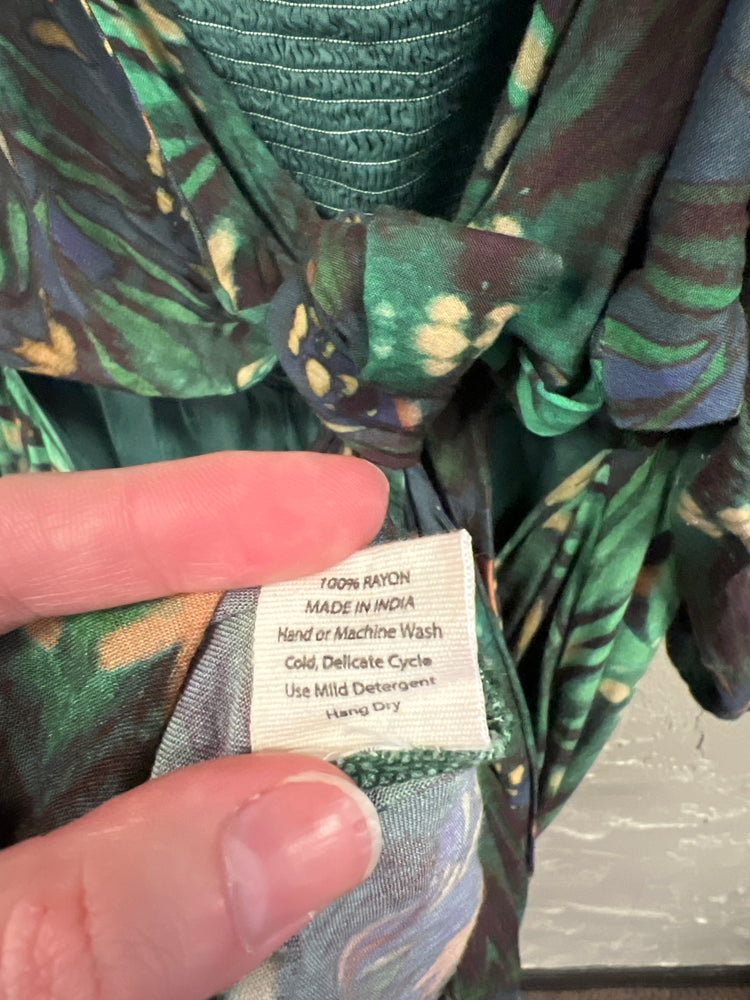 100% RAYON
MADE IN INDIA
Hand or Machine Wash
Cold, Delicate Cycle
Use Mild Detergent
Hang Dry